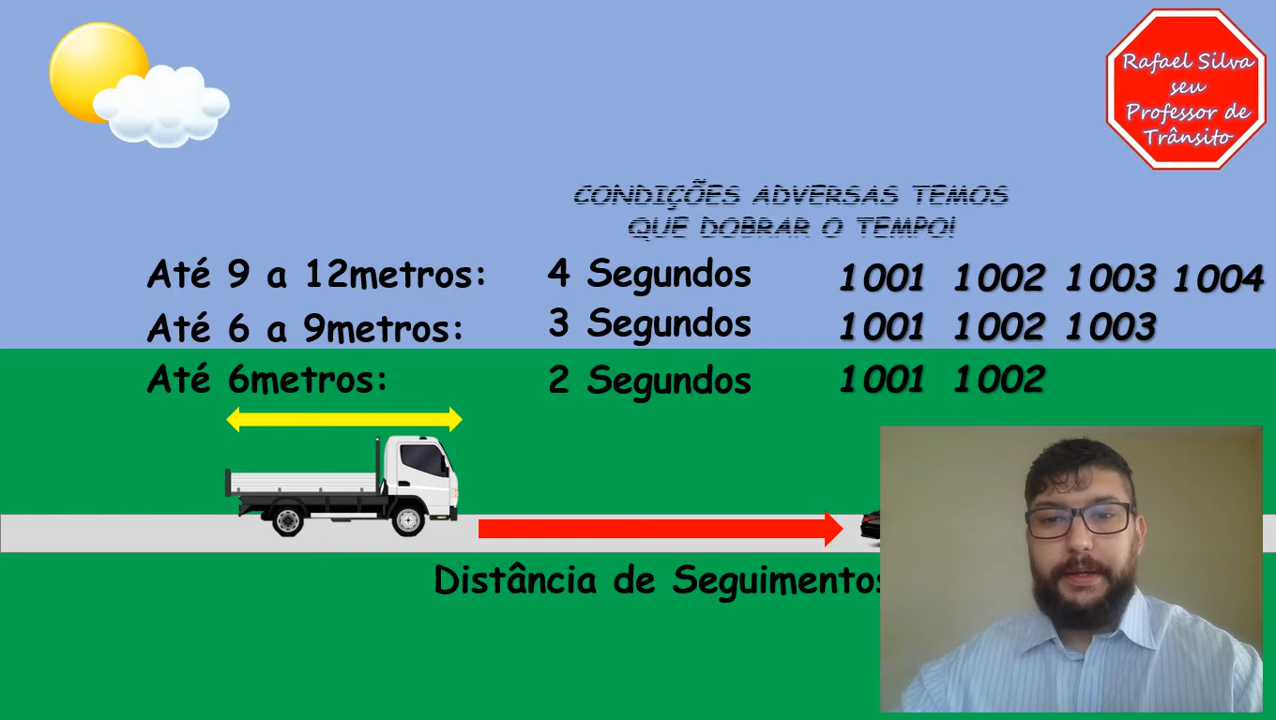 Rafael Silva
seu
Professor de
Trânsito
CONDIÇÕES ADVERSAS TEMOS
QUE DOBRAR O TEMPO!
Até 9 a 12metros: 4 Segundos 1001 1002 1003 1004
Até 6 a 9metros: 3 Segundos 1001 1002 1003
Até 6metros: 2 Segundos 1001 1002
Distância de Seguimentos